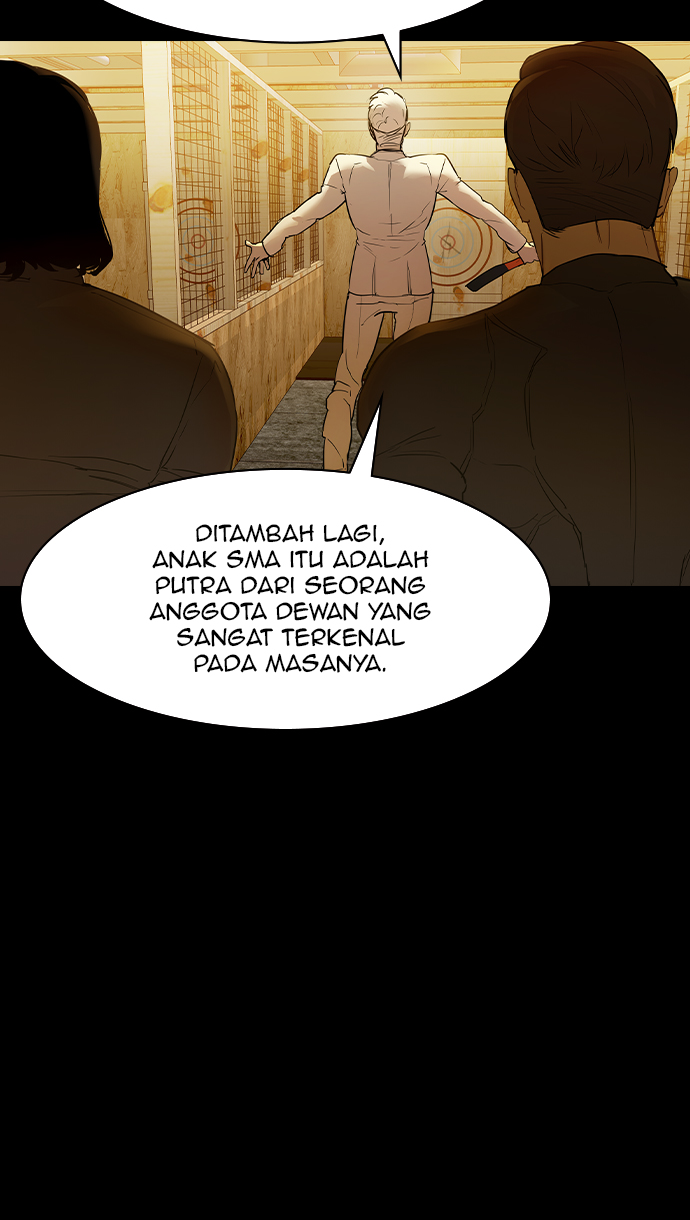 DITAMBAH LAGI,
ANAK SMA ITU ADALAH
PUTRA DARI SEORANG
ANGGOTA DEWAN YANG
SANGAT TERKENAL
PADA MASANYA.